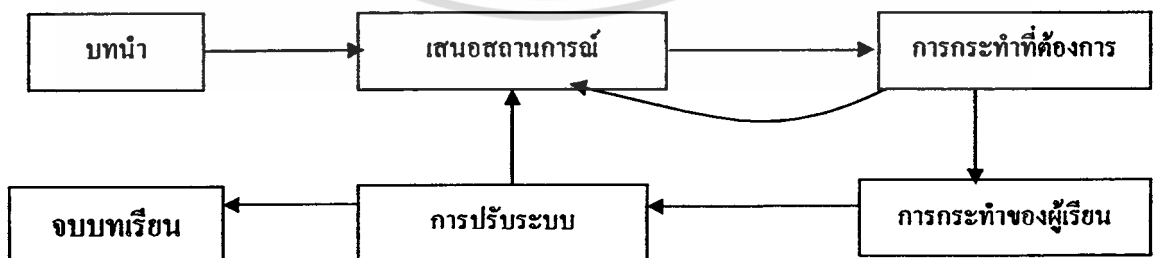 บทนำ
เสนอสถานการณ์
การกระทำที่ต้องการ
จบบทเรียน
การปรับระบบ
การกระทำของผู้เรียน